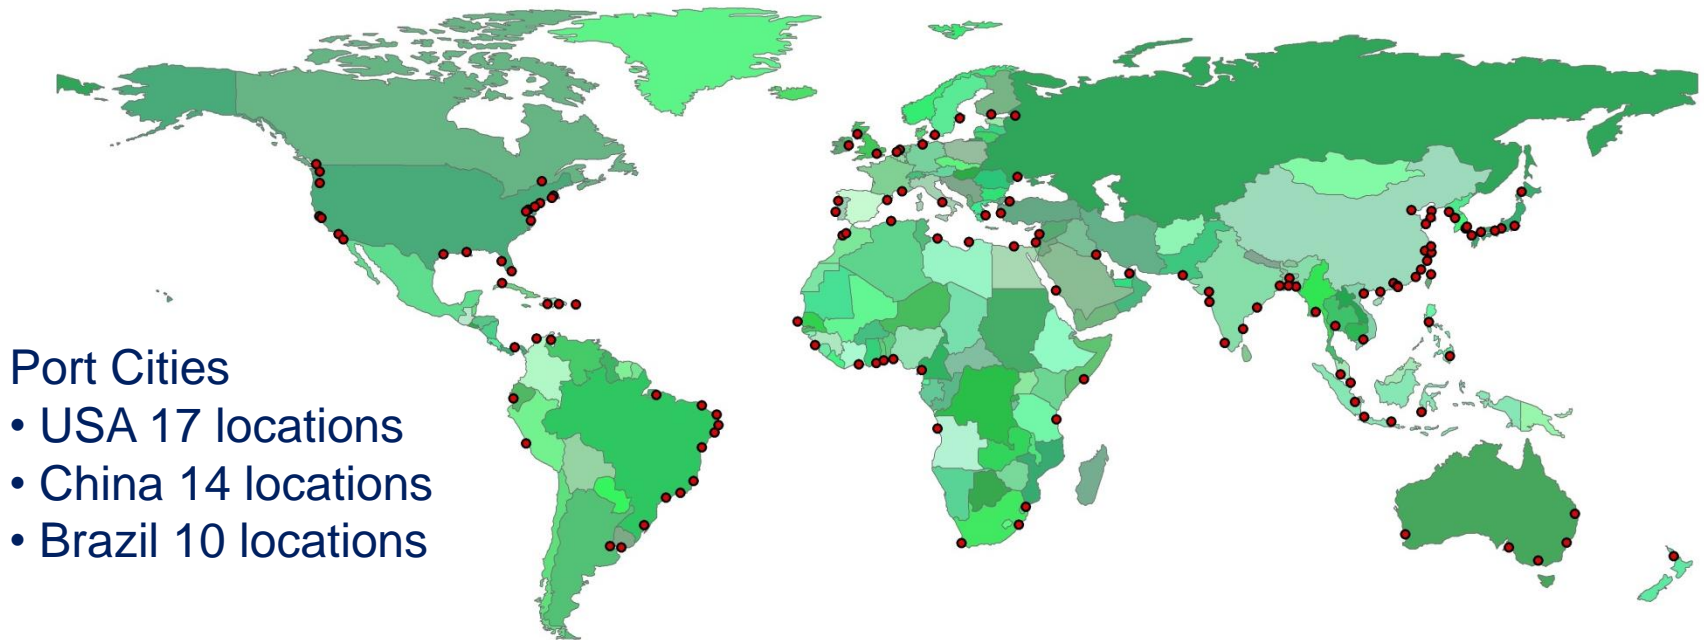 Port Cities
• USA 17 locations
• China 14 locations
• Brazil 10 locations